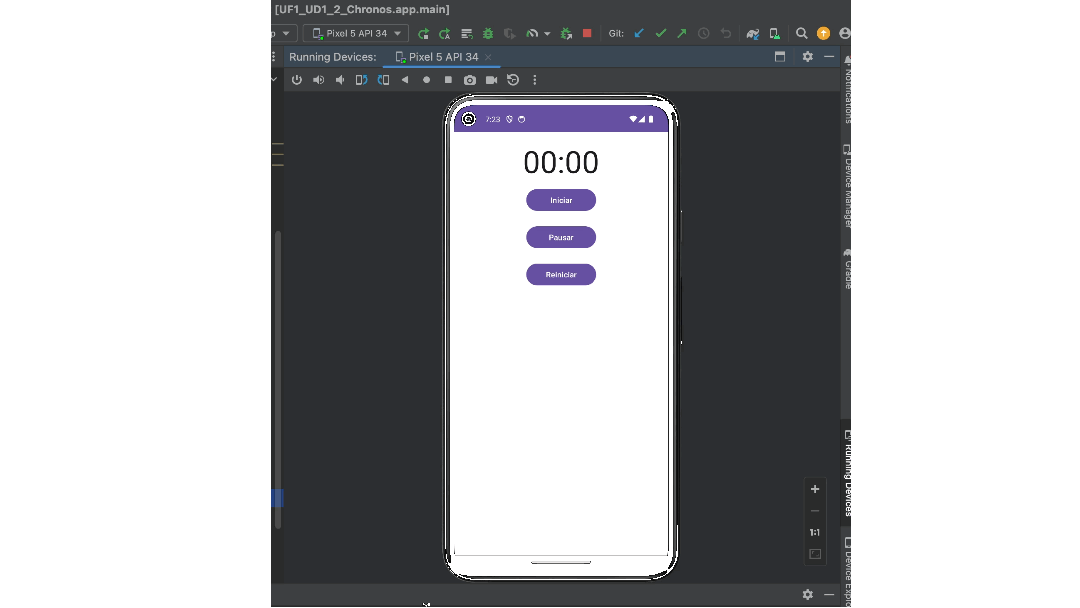 [UF1_UD1_2_Chronos.app.main]
Pixel 5 API 34
Git:
Running Devices:
Pixel 5 API 34
7:23
00:00
Iniciar
Pausar
Reiniciar
1:1
Notifications
Device Manager
Gradle
Running Devices
Device Explo